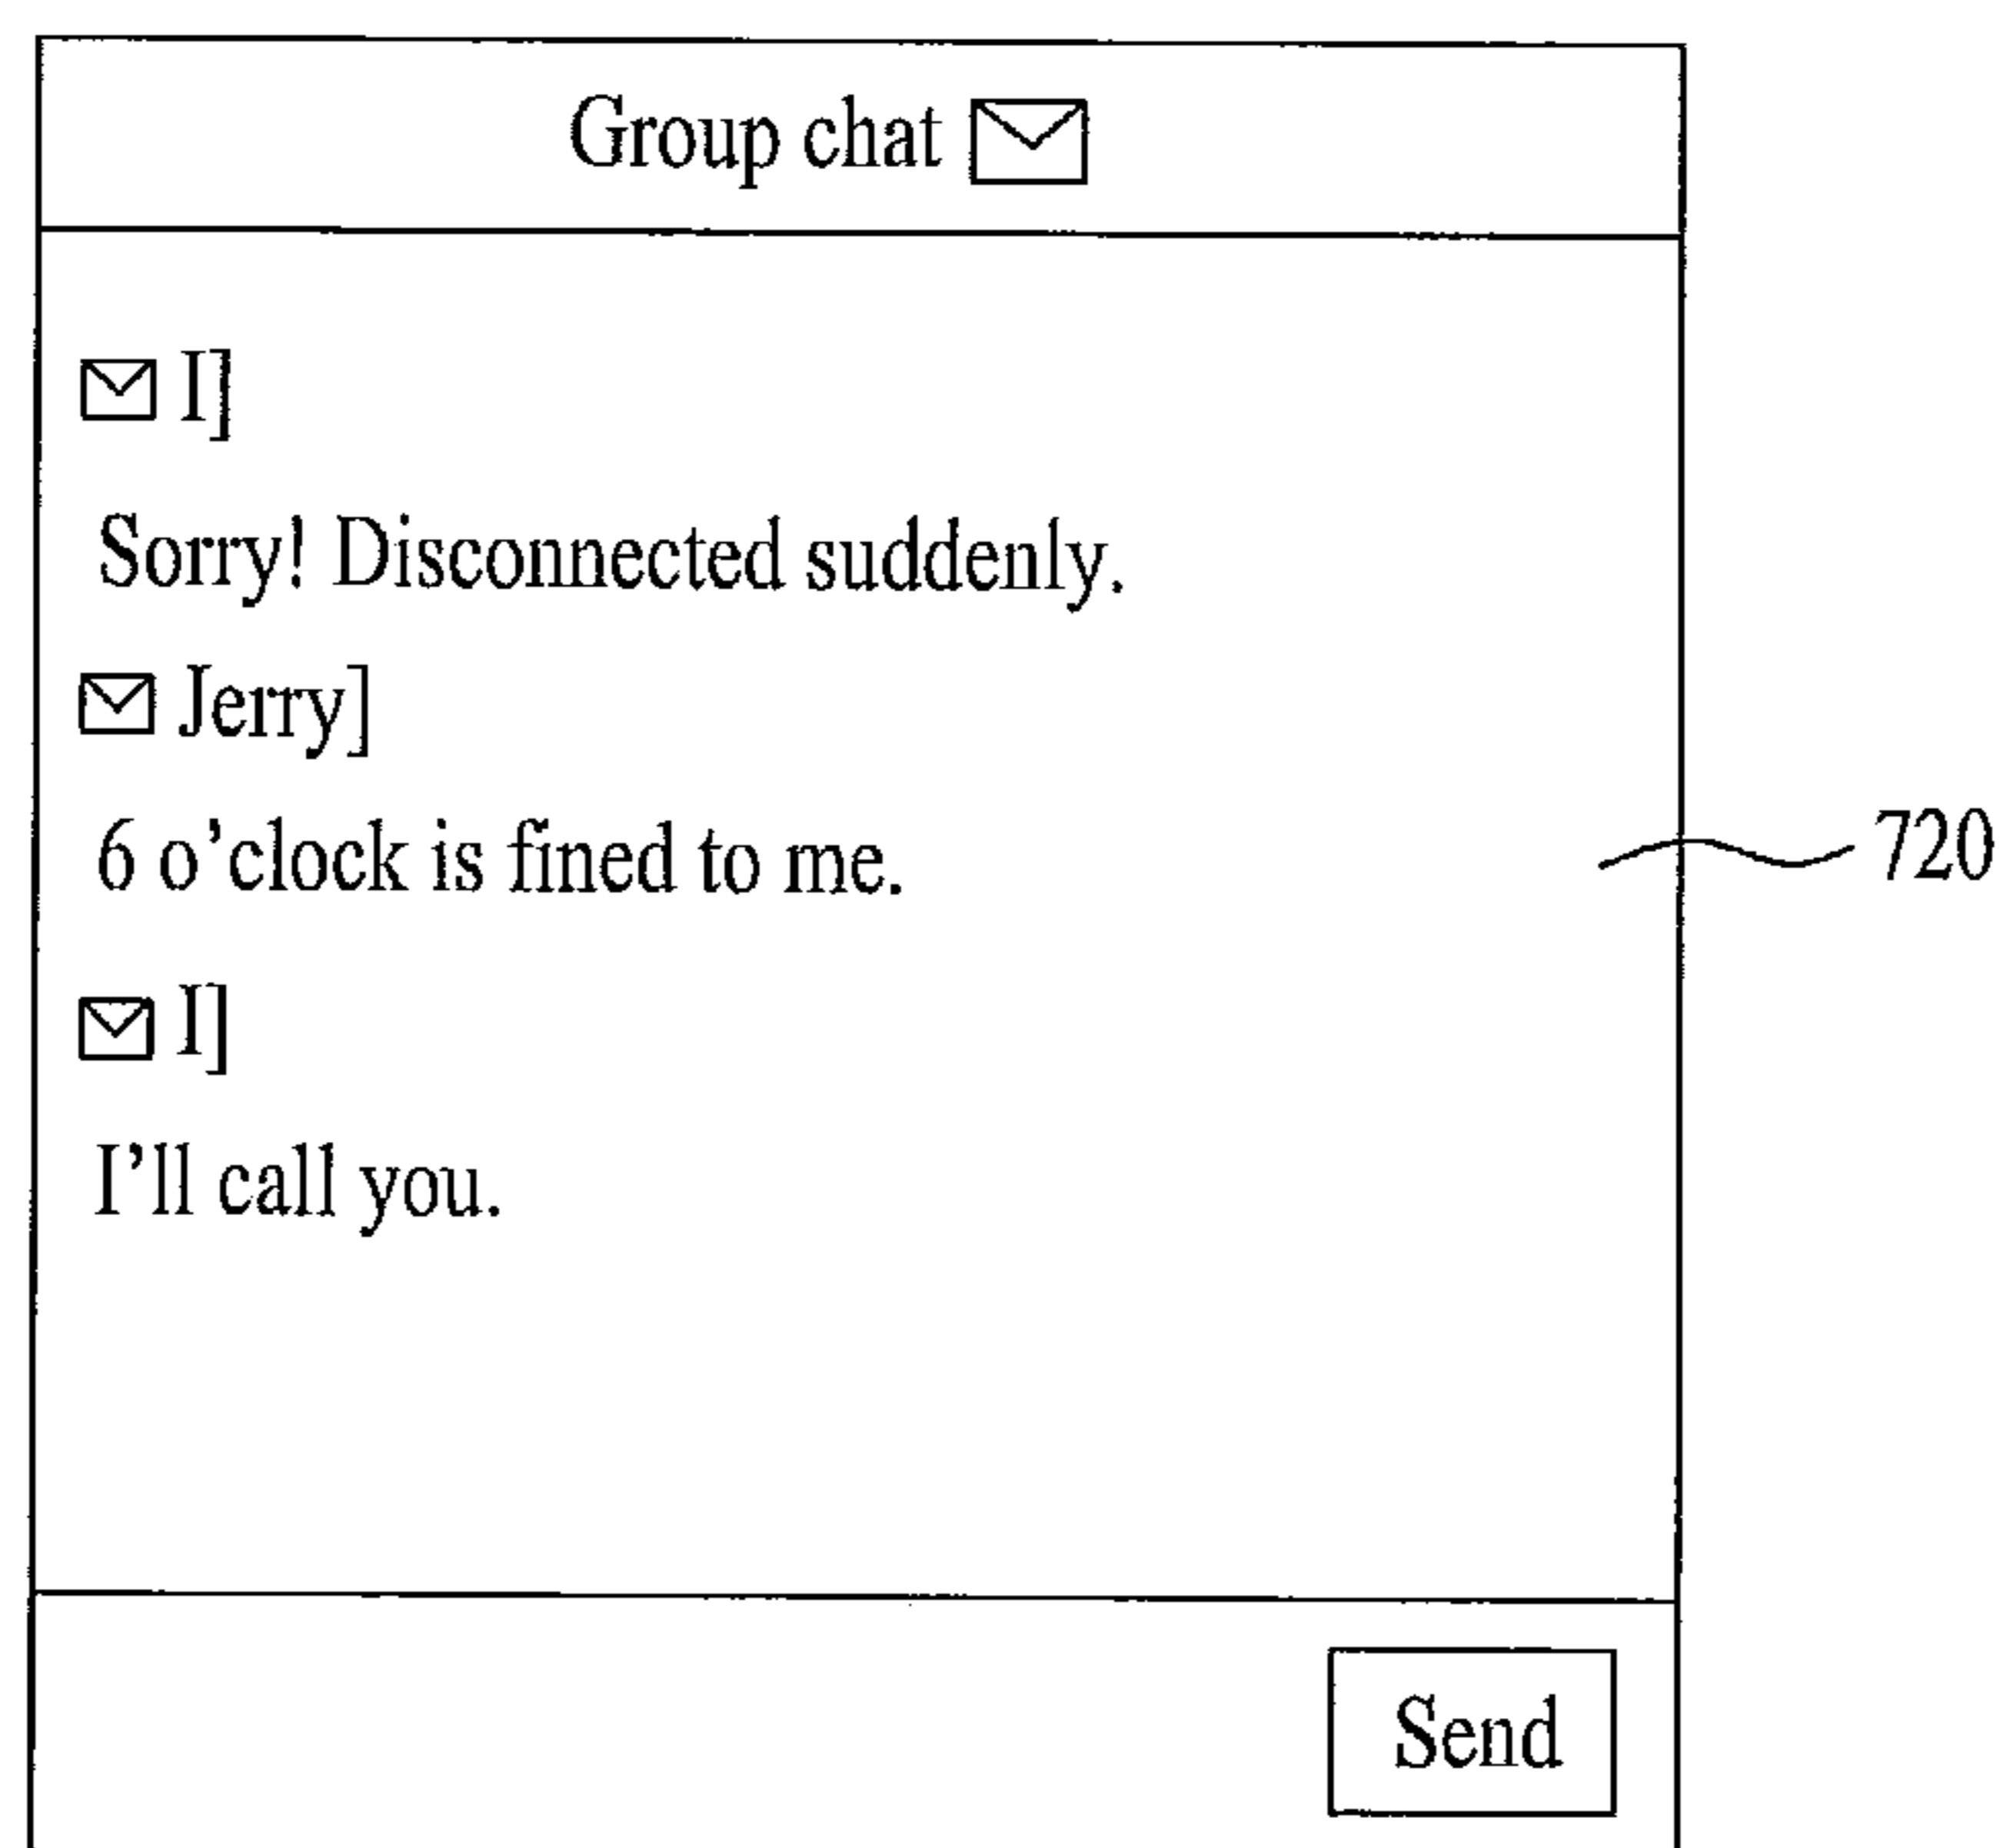 Group chat
I]
Sorry! Disconnected suddenly.
Jerry]
6 o’clock is fined to me.
720
I]
I’ll call you.
Send